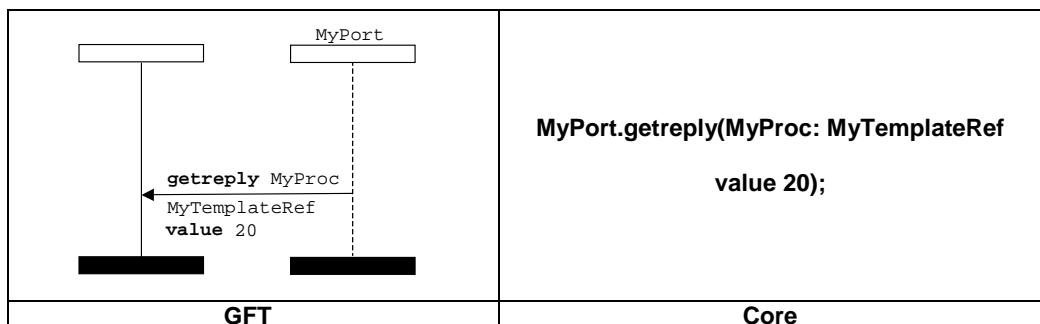 MyPort
getreply MyProc
MyTemplateRef
value 20
MyPort.getreply(MyProc: MyTemplateRef
value 20);
GFT
Core